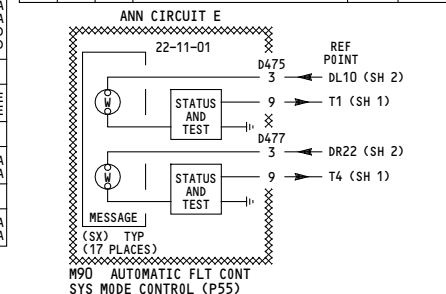 A
A
D
D
E
E
A
A
A
A
ANN CIRCUIT E
22-11-01
REF
POINT
D475
3 DL10 (SH 2)
W
STATUS
AND
TEST
9 T1 (SH 1)
D477
3 DR22 (SH 2)
W
STATUS
AND
TEST
9 T4 (SH 1)
MESSAGE
(SX) TYP
(17 PLACES)
M90 AUTOMATIC FLT CONT
SYS MODE CONTROL (P55)